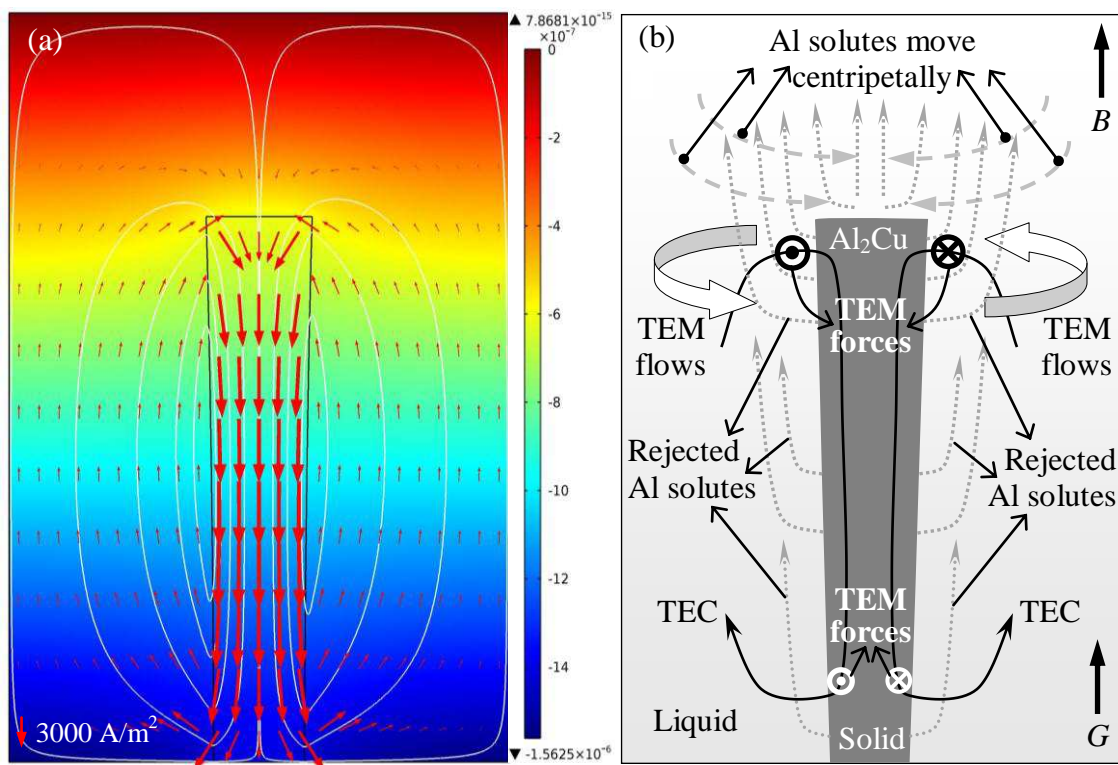 (a)
7.8681×10⁻¹⁵
×10⁻⁷
0
-2
-4
-6
-8
-10
-12
-14
-1.5625×10⁻⁶
3000 A/m²
(b)
Al solutes move
centripetally
B
Al₂Cu
TEM
forces
TEM
flows
TEM
flows
Rejected
Al solutes
Rejected
Al solutes
TEC
TEM
forces
TEC
Liquid
Solid
G